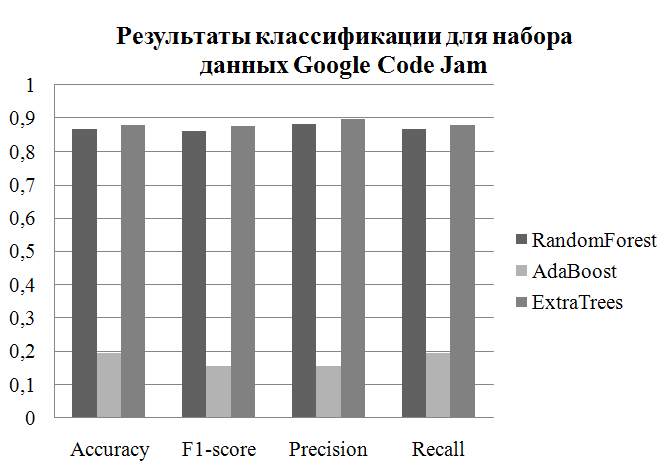 Результаты классификации для набора
данных Google Code Jam
1
0,9
0,8
0,7
0,6
0,5
0,4
0,3
0,2
0,1
0
Accuracy F1-score Precision Recall
RandomForest
AdaBoost
ExtraTrees